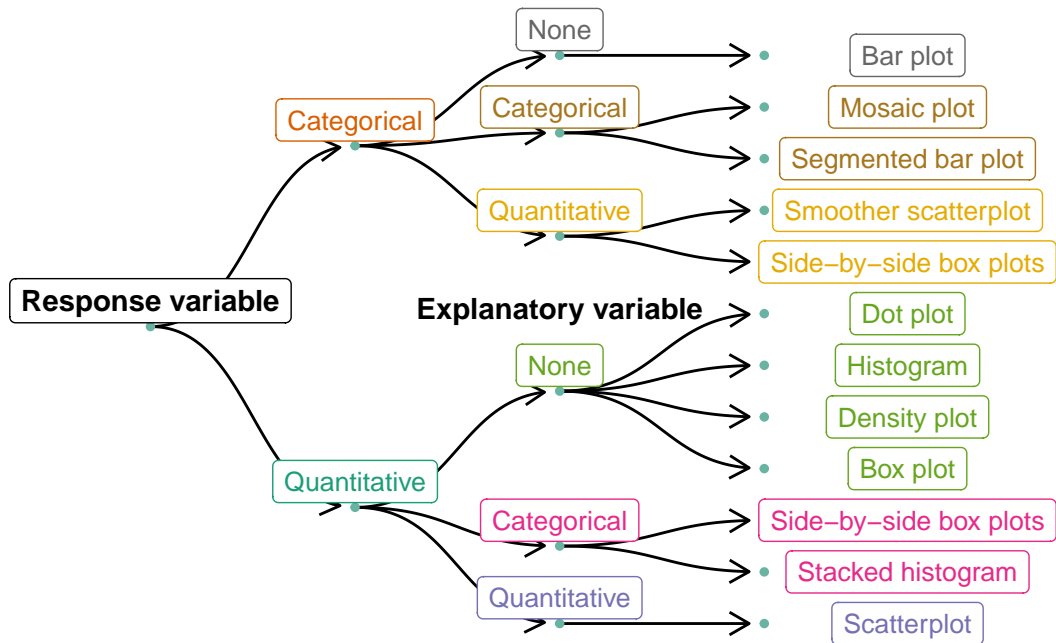 None
Bar plot
Categorical
Categorical
Mosaic plot
Segmented bar plot
Quantitative
Smoother scatterplot
Side−by−side box plots
Response variable
Explanatory variable
Dot plot
None
Histogram
Density plot
Box plot
Quantitative
Categorical
Side−by−side box plots
Stacked histogram
Quantitative
Scatterplot